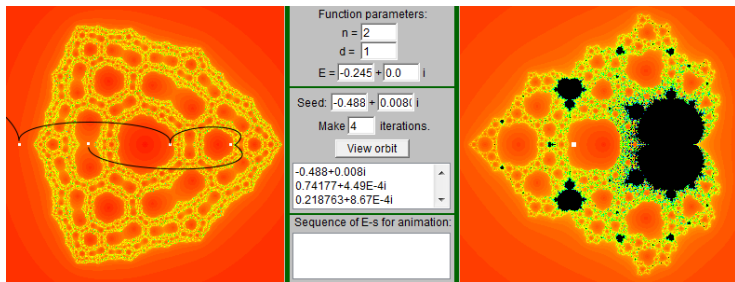 Function parameters:
n = 2
d = 1
E = -0.245 + 0.0 i
Seed: -0.488 + 0.008( i
Make 4 iterations.
View orbit
-0.488+0.008i
0.74177+4.49E-4i
0.218763+8.67E-4i
Sequence of E-s for animation: